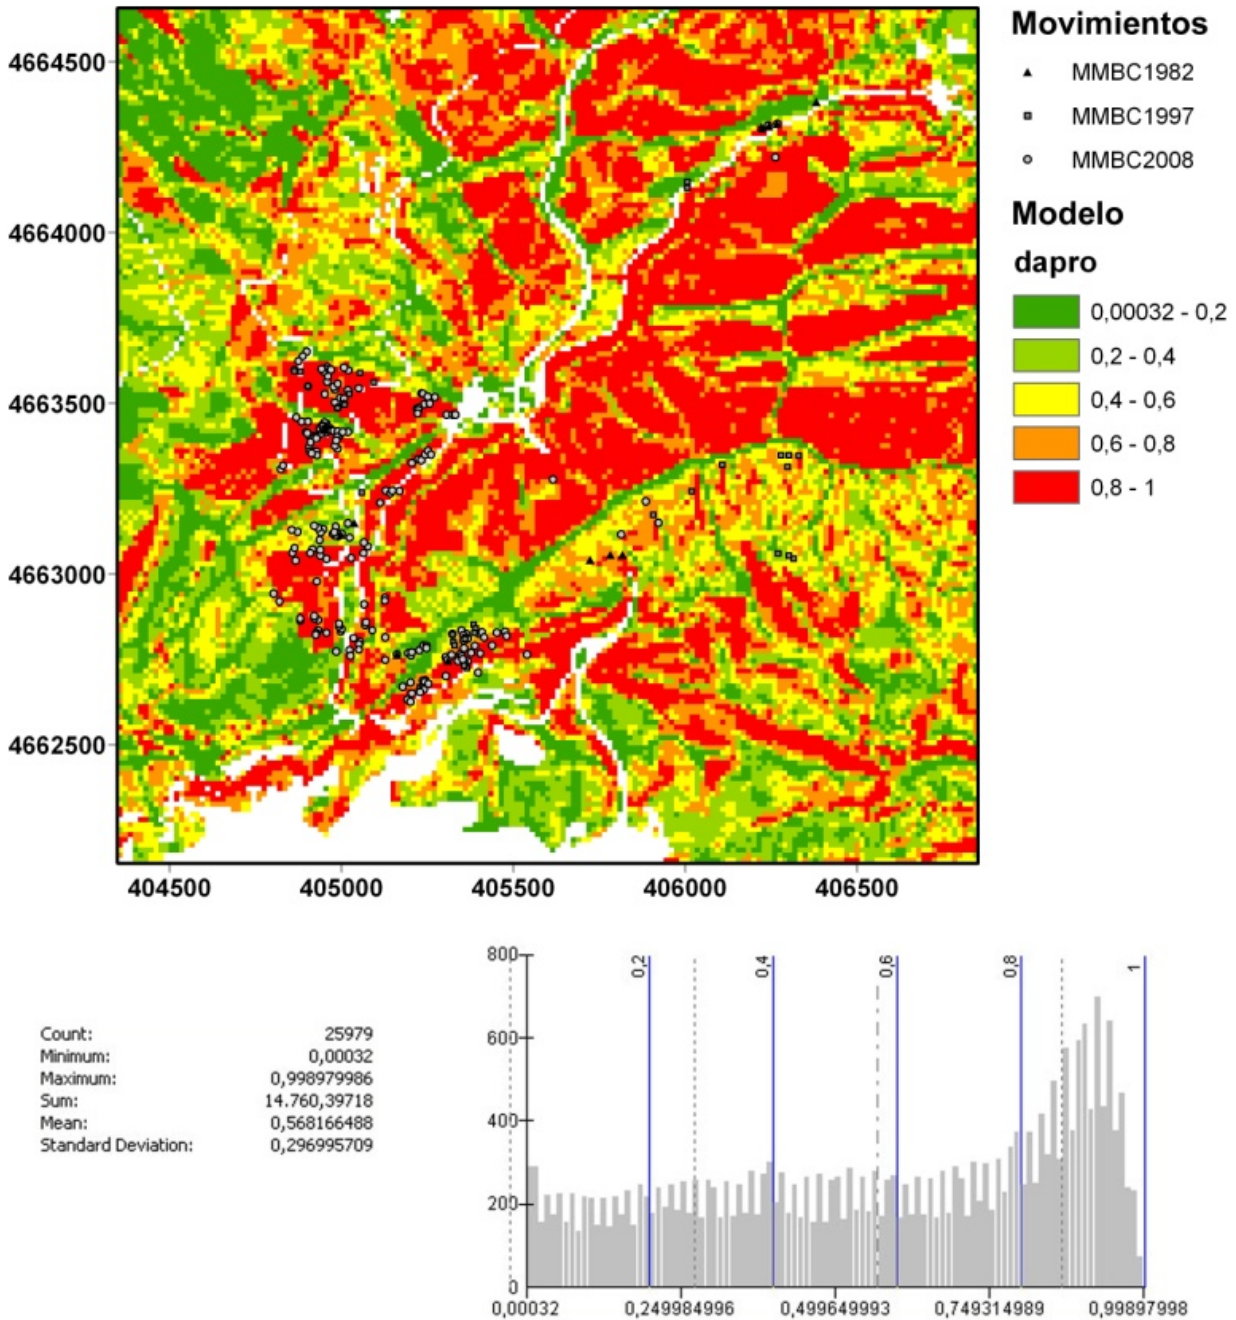 4664500
4664000
4663500
4663000
4662500
404500 405000 405500 406000 406500
Movimientos
MMBC1982
MMBC1997
MMBC2008
Modelo
dapro
0,00032 - 0,2
0,2 - 0,4
0,4 - 0,6
0,6 - 0,8
0,8 - 1
Count: 25979
Minimum: 0,00032
Maximum: 0,998979986
Sum: 14.760,39718
Mean: 0,568166488
Standard Deviation: 0,296995709
800
600
400
200
0
0,2 0,4 0,6 0,8 1
0,00032 0,249984996 0,499649993 0,749314989 0,99897998